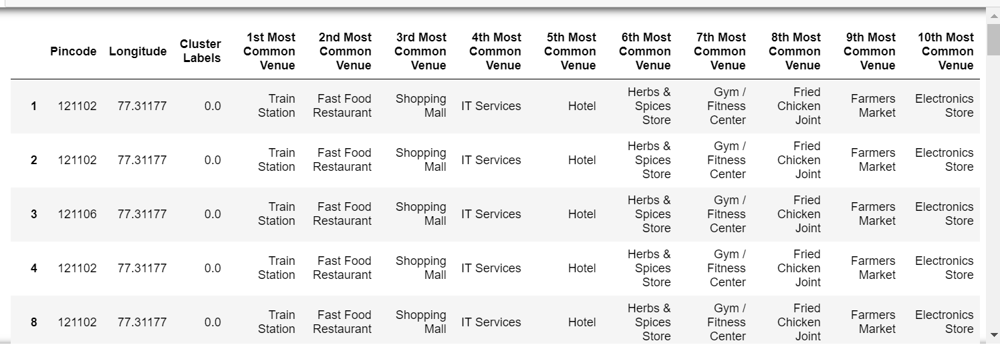 Pincode Longitude Cluster Labels 1st Most Common Venue 2nd Most Common Venue 3rd Most Common Venue 4th Most Common Venue 5th Most Common Venue 6th Most Common Venue 7th Most Common Venue 8th Most Common Venue 9th Most Common Venue 10th Most Common Venue
1 121102 77.31177 0.0 Train Station Fast Food Restaurant Shopping Mall IT Services Hotel Herbs & Spices Store Gym / Fitness Center Fried Chicken Joint Farmers Market Electronics Store
2 121102 77.31177 0.0 Train Station Fast Food Restaurant Shopping Mall IT Services Hotel Herbs & Spices Store Gym / Fitness Center Fried Chicken Joint Farmers Market Electronics Store
3 121106 77.31177 0.0 Train Station Fast Food Restaurant Shopping Mall IT Services Hotel Herbs & Spices Store Gym / Fitness Center Fried Chicken Joint Farmers Market Electronics Store
4 121102 77.31177 0.0 Train Station Fast Food Restaurant Shopping Mall IT Services Hotel Herbs & Spices Store Gym / Fitness Center Fried Chicken Joint Farmers Market Electronics Store
8 121102 77.31177 0.0 Train Station Fast Food Restaurant Shopping Mall IT Services Hotel Herbs & Spices Store Gym / Fitness Center Fried Chicken Joint Farmers Market Electronics Store